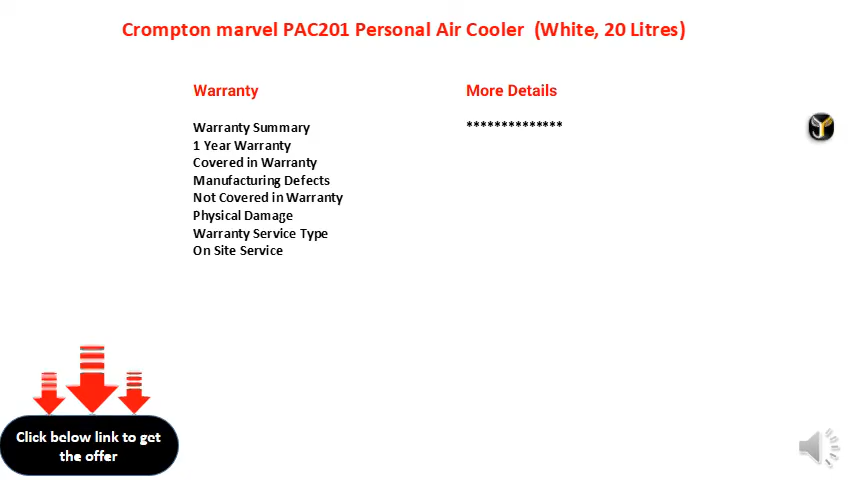 Crompton marvel PAC201 Personal Air Cooler (White, 20 Litres)
Warranty
Warranty Summary
1 Year Warranty
Covered in Warranty
Manufacturing Defects
Not Covered in Warranty
Physical Damage
Warranty Service Type
On Site Service
More Details
**************
Click below link to get
the offer